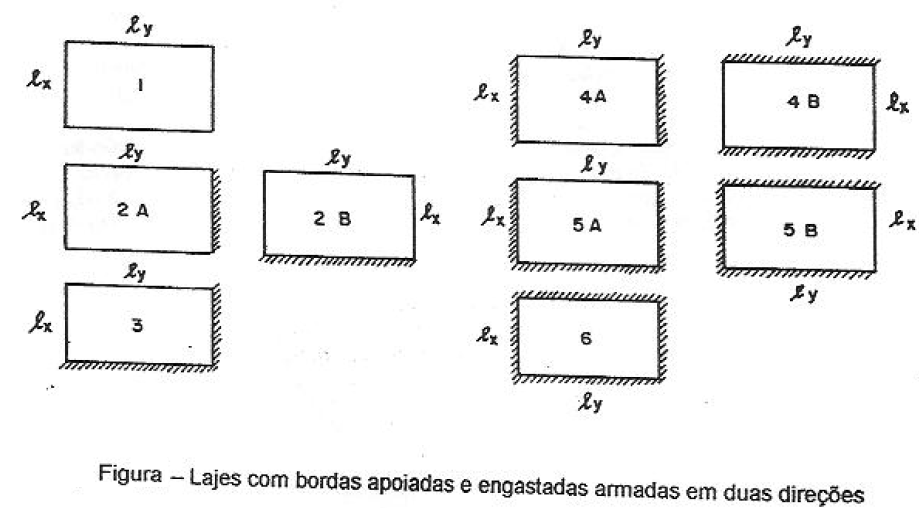 ly
lx
1
ly
lx
2 A
ly
lx
2 B
ly
lx
3
ly
lx
4 A
ly
lx
4 B
ly
lx
5 A
lx
5 B
ly
lx
6
ly
Figura – Lajes com bordas apoiadas e engastadas armadas em duas direções